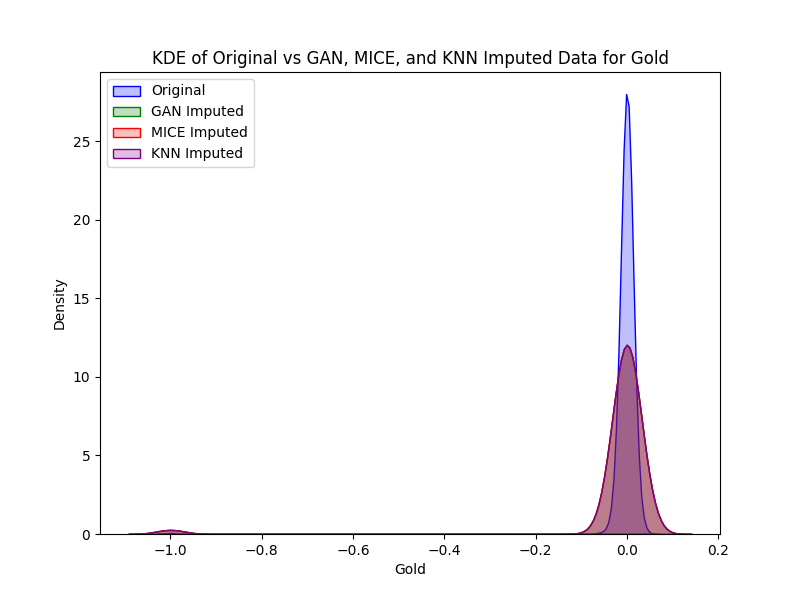 KDE of Original vs GAN, MICE, and KNN Imputed Data for Gold
Original
GAN Imputed
MICE Imputed
KNN Imputed
25
20
15
10
5
0
Density
−1.0 −0.8 −0.6 −0.4 −0.2 0.0 0.2
Gold